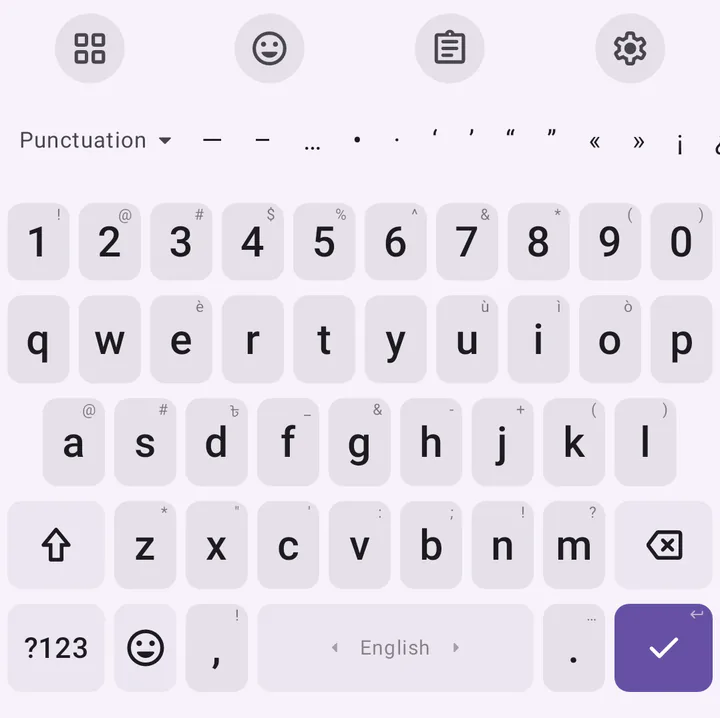 Punctuation — – … • · ‘ ’ “ ” « » ¡
1 ! 2 @ 3 # 4 $ 5 % 6 ^ 7 & 8 * 9 ( 0 )
q w e è r t y u ù i ì o ò p
a @ s # d ъ f _ g & h - j + k ( l )
z * x " c ' v : b ; n ! m ?
?123 , ! English . …